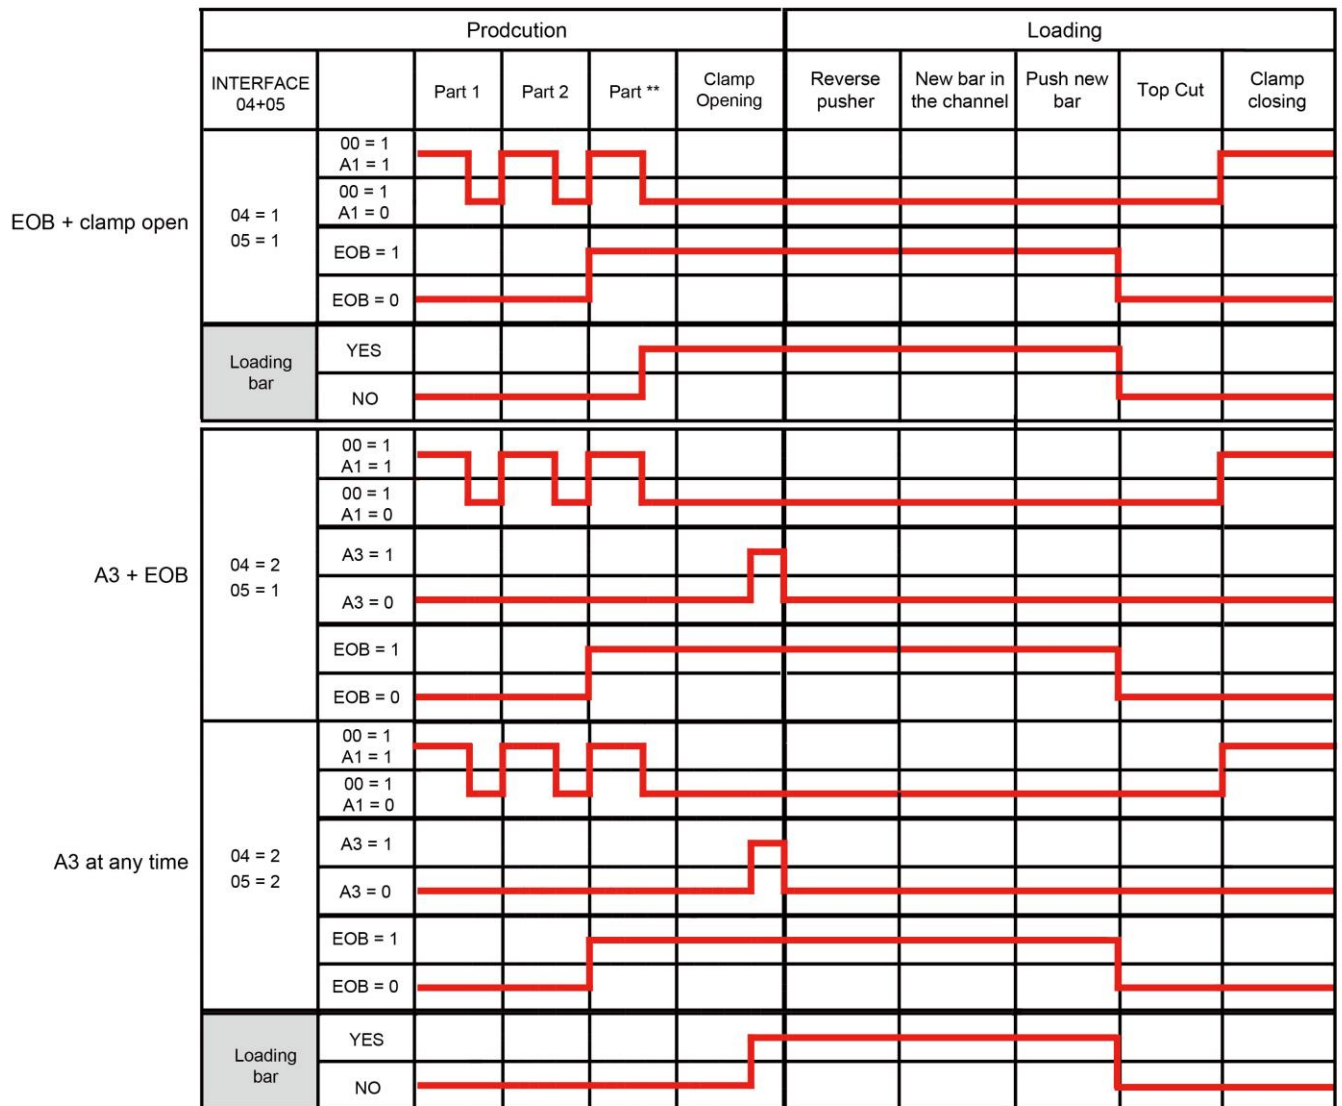 Prodcution
Loading
INTERFACE
04+05
Part 1
Part 2
Part **
Clamp
Opening
Reverse
pusher
New bar in
the channel
Push new
bar
Top Cut
Clamp
closing
EOB + clamp open
04 = 1
05 = 1
00 = 1
A1 = 1
00 = 1
A1 = 0
EOB = 1
EOB = 0
Loading
bar
YES
NO
A3 + EOB
04 = 2
05 = 1
00 = 1
A1 = 1
00 = 1
A1 = 0
A3 = 1
A3 = 0
EOB = 1
EOB = 0
A3 at any time
04 = 2
05 = 2
00 = 1
A1 = 1
00 = 1
A1 = 0
A3 = 1
A3 = 0
EOB = 1
EOB = 0
Loading
bar
YES
NO